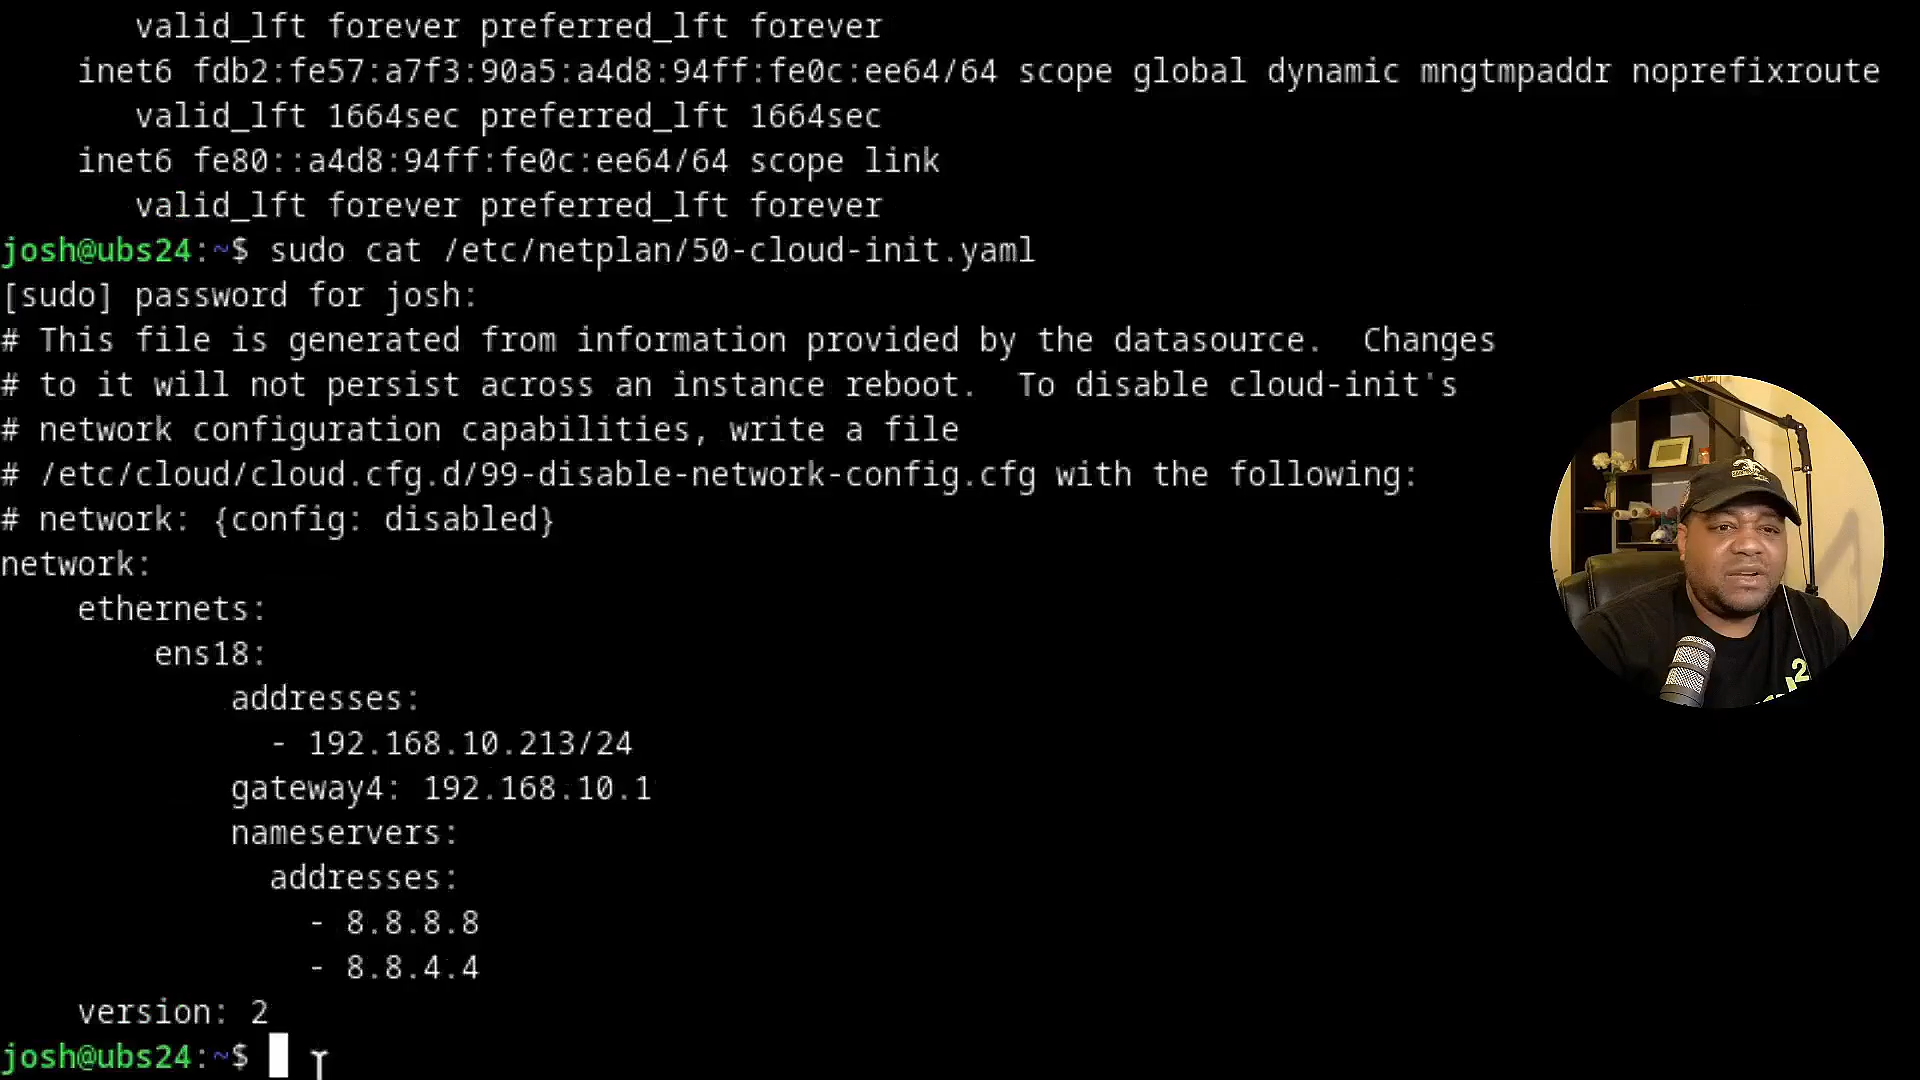 valid_lft forever preferred_lft forever
inet6 fdb2:fe57:a7f3:90a5:a4d8:94ff:fe0c:ee64/64 scope global dynamic mngtmpaddr noprefixroute
valid_lft 1664sec preferred_lft 1664sec
inet6 fe80::a4d8:94ff:fe0c:ee64/64 scope link
valid_lft forever preferred_lft forever
josh@ubs24:~$ sudo cat /etc/netplan/50-cloud-init.yaml
[sudo] password for josh:
# This file is generated from information provided by the datasource.  Changes
# to it will not persist across an instance reboot.  To disable cloud-init's
# network configuration capabilities, write a file
# /etc/cloud/cloud.cfg.d/99-disable-network-config.cfg with the following:
# network: {config: disabled}
network:
    ethernets:
        ens18:
            addresses:
              - 192.168.10.213/24
            gateway4: 192.168.10.1
            nameservers:
              addresses:
                - 8.8.8.8
                - 8.8.4.4
    version: 2
josh@ubs24:~$